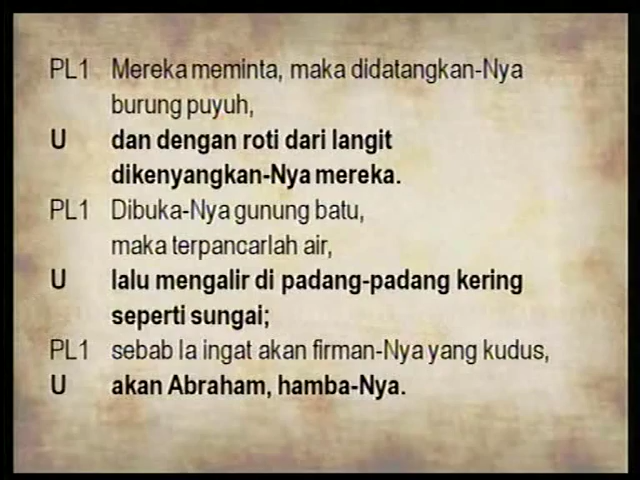 PL1 Mereka meminta, maka didatangkan-Nya
burung puyuh,
U dan dengan roti dari langit
dikenyangkan-Nya mereka.
PL1 Dibuka-Nya gunung batu,
maka terpancarlah air,
U lalu mengalir di padang-padang kering
seperti sungai;
PL1 sebab Ia ingat akan firman-Nya yang kudus,
U akan Abraham, hamba-Nya.